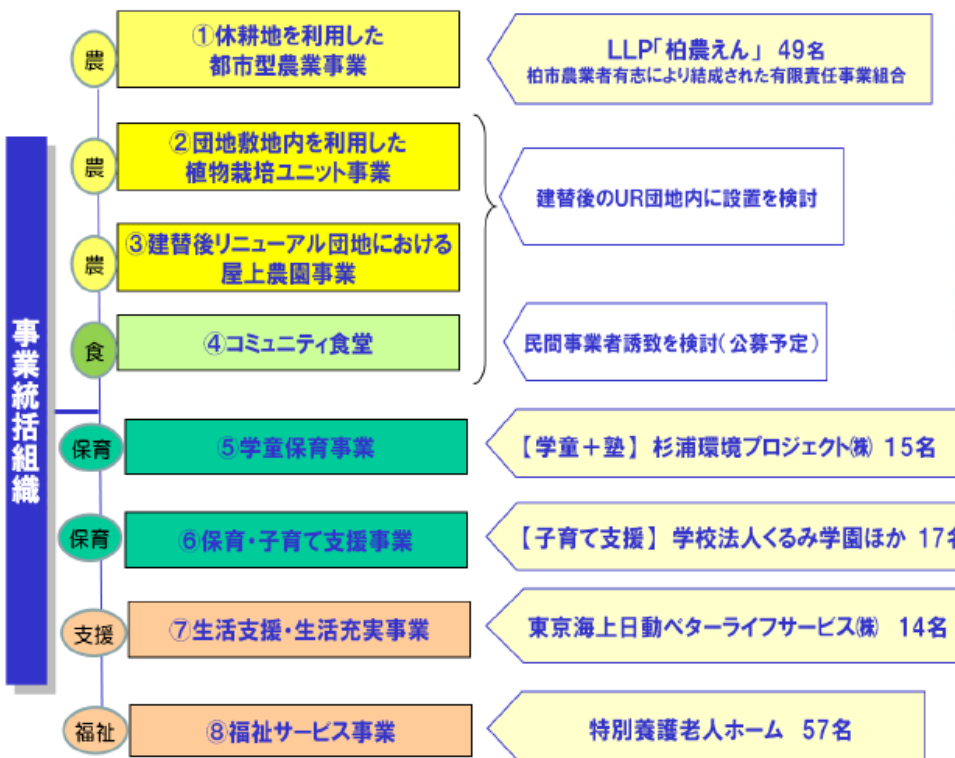 事業統括組織
農
①休耕地を利用した
都市型農業事業
LLP「柏農えん」 49名
柏市農業者有志により結成された有限責任事業組合
農
②団地敷地内を利用した
植物栽培ユニット事業
建替後のUR団地内に設置を検討
農
③建替後リニューアル団地における
屋上農園事業
食
④コミュニティ食堂
民間事業者誘致を検討(公募予定)
保育
⑤学童保育事業
【学童+塾】 杉浦環境プロジェクト㈱ 15名
保育
⑥保育・子育て支援事業
【子育て支援】 学校法人くるみ学園ほか 17名
支援
⑦生活支援・生活充実事業
東京海上日動ベターライフサービス㈱ 14名
福祉
⑧福祉サービス事業
特別養護老人ホーム 57名